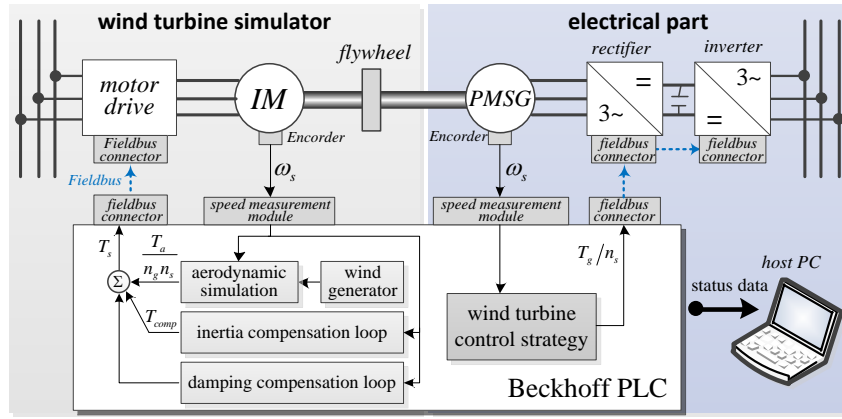 wind turbine simulator
electrical part
flywheel
rectifier
inverter
motor
drive
IM
PMSG
=
3~
3~
=
Encorder
Encorder
Fieldbus
connector
fieldbus
connector
fieldbus
connector
Fieldbus
ω_s
ω_s
fieldbus
connector
speed measurement
module
speed measurement
module
fieldbus
connector
T_s
T_a
n_g n_s
T_g/n_s
Σ
aerodynamic
simulation
wind
generator
host PC
status data
T_comp
inertia compensation loop
wind turbine
control strategy
damping compensation loop
Beckhoff PLC